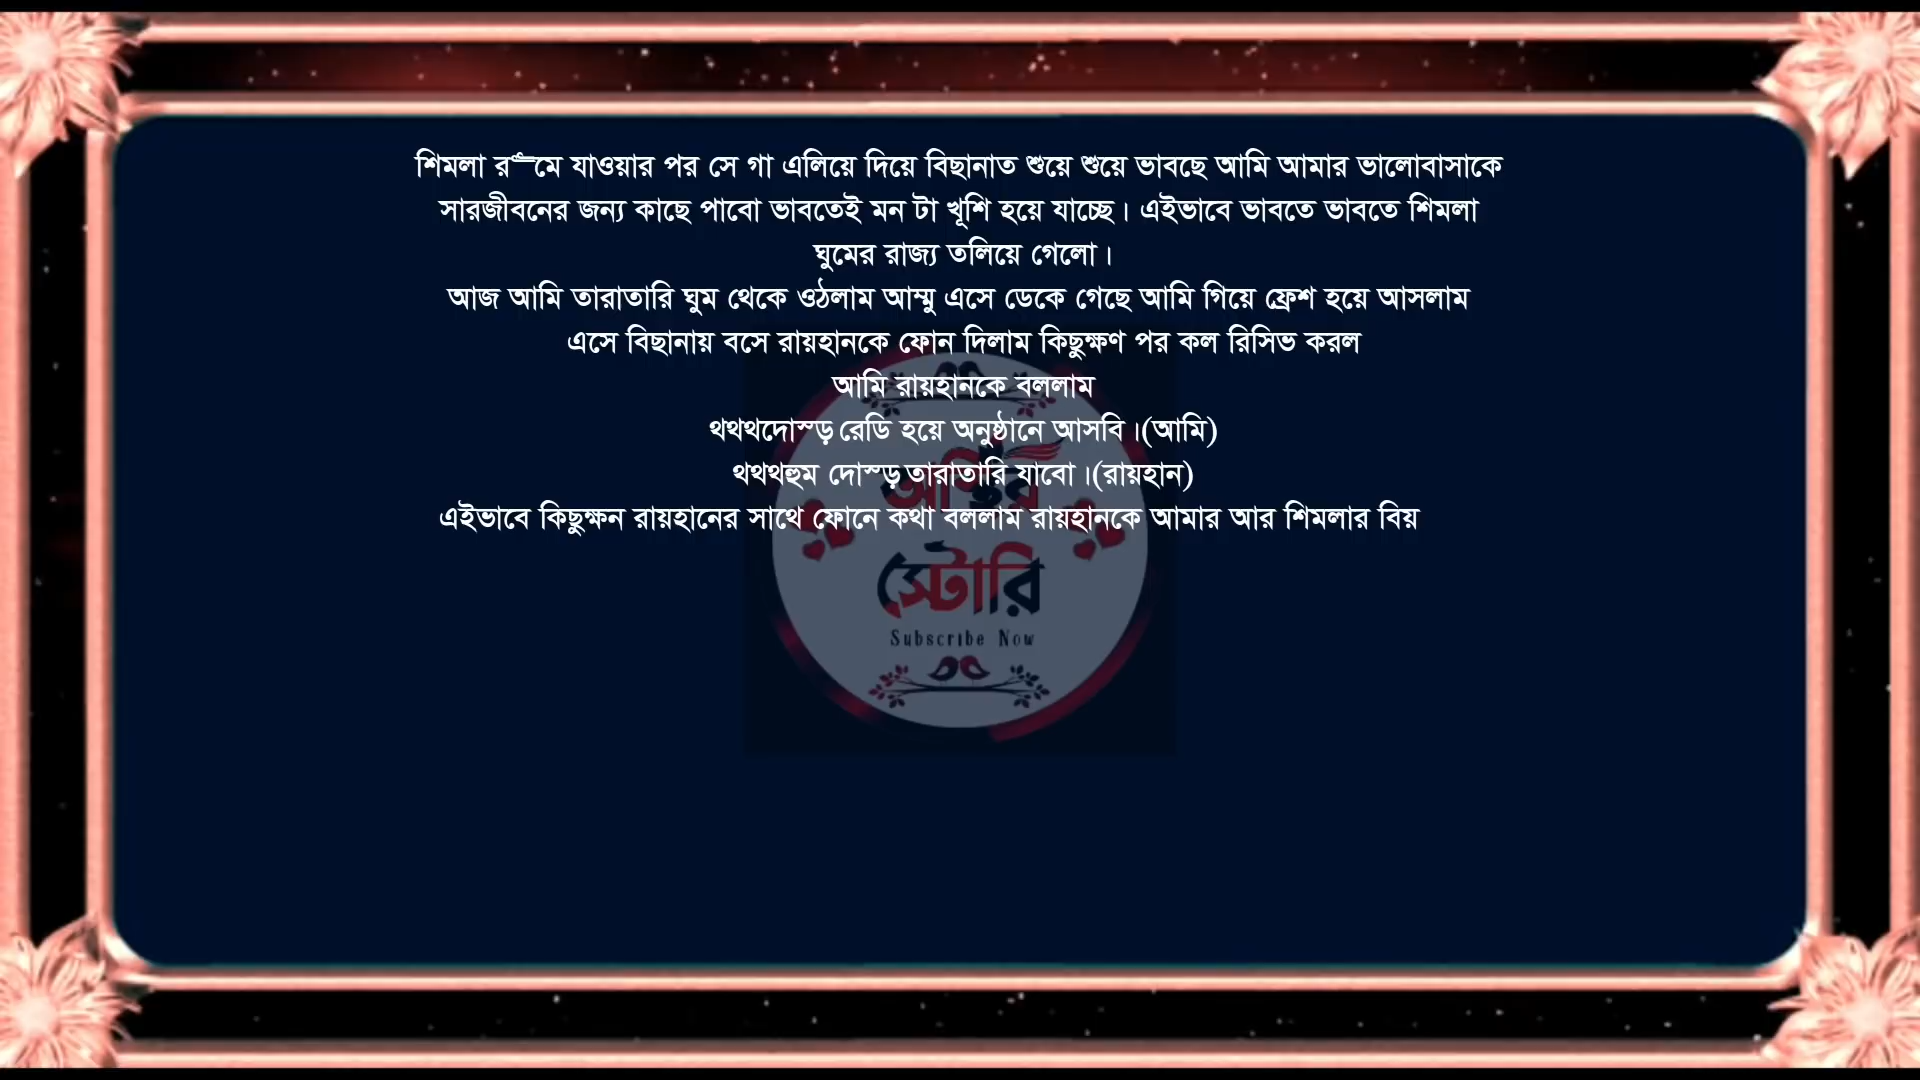 শিমলা র‍ুমে যাওয়ার পর সে গা এলিয়ে দিয়ে বিছানাত শুয়ে শুয়ে ভাবছে আমি আমার ভালোবাসাকে
সারজীবনের জন্য কাছে পাবো ভাবতেই মন টা খূশি হয়ে যাচ্ছে। এইভাবে ভাবতে ভাবতে শিমলা
ঘুমের রাজ্য তলিয়ে গেলো।
আজ আমি তারাতারি ঘুম থেকে ওঠলাম আম্মু এসে ডেকে গেছে আমি গিয়ে ফ্রেশ হয়ে আসলাম
এসে বিছানায় বসে রায়হানকে ফোন দিলাম কিছুক্ষণ পর কল রিসিভ করল
আমি রায়হানকে বললাম
থথথদোস্ড় রেডি হয়ে অনুষ্ঠানে আসবি।(আমি)
থথথহুম দোস্ড় তারাতারি যাবো।(রায়হান)
এইভাবে কিছুক্ষন রায়হানের সাথে ফোনে কথা বললাম রায়হানকে আমার আর শিমলার বিয়
অস্থির
স্টোরি
Subscribe Now